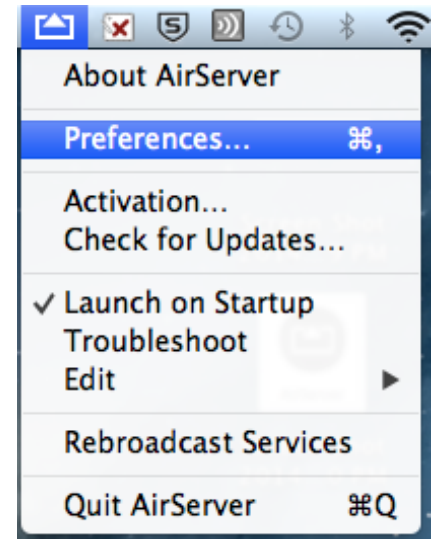 About AirServer
Preferences... ⌘,
Activation...
Check for Updates...
✓ Launch on Startup
Troubleshoot
Edit ▶
Rebroadcast Services
Quit AirServer ⌘Q